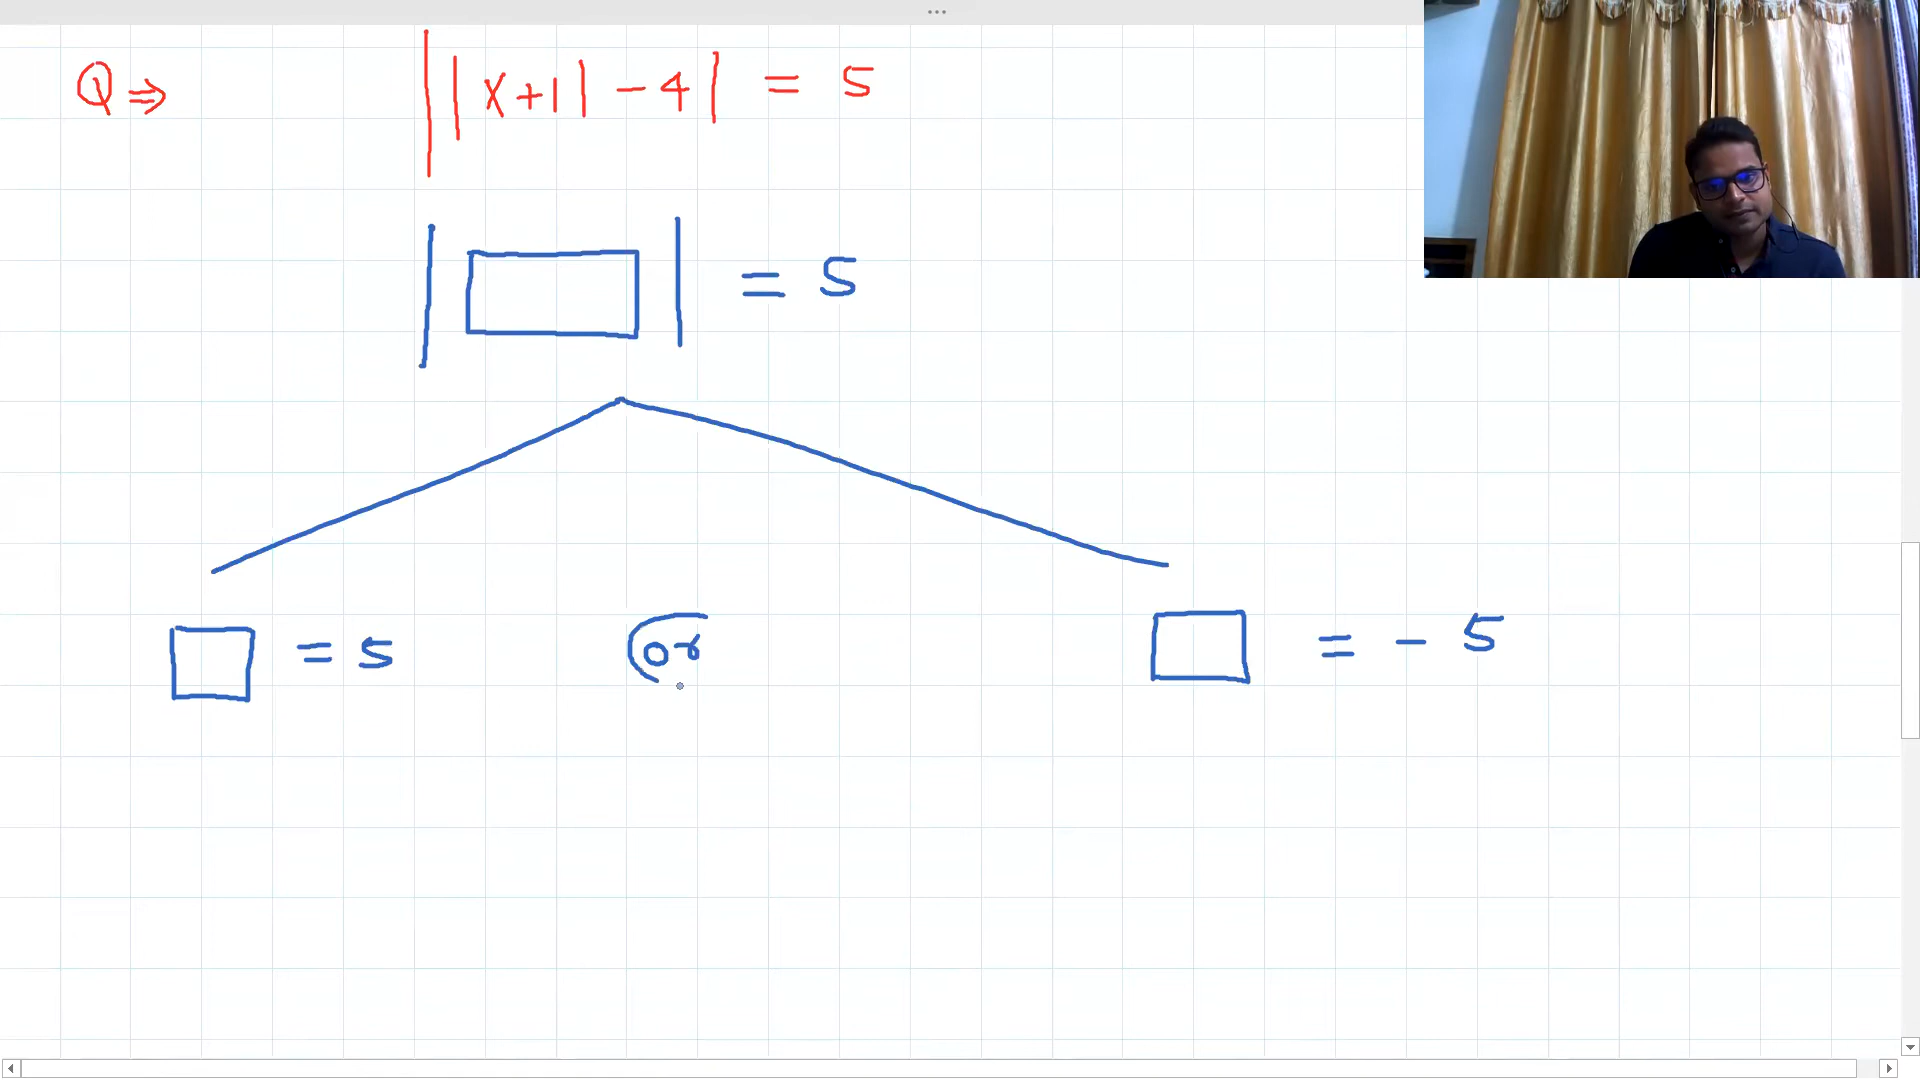 Q ⇒ | |x+1| - 4| = 5
| | = 5
= 5 or = - 5